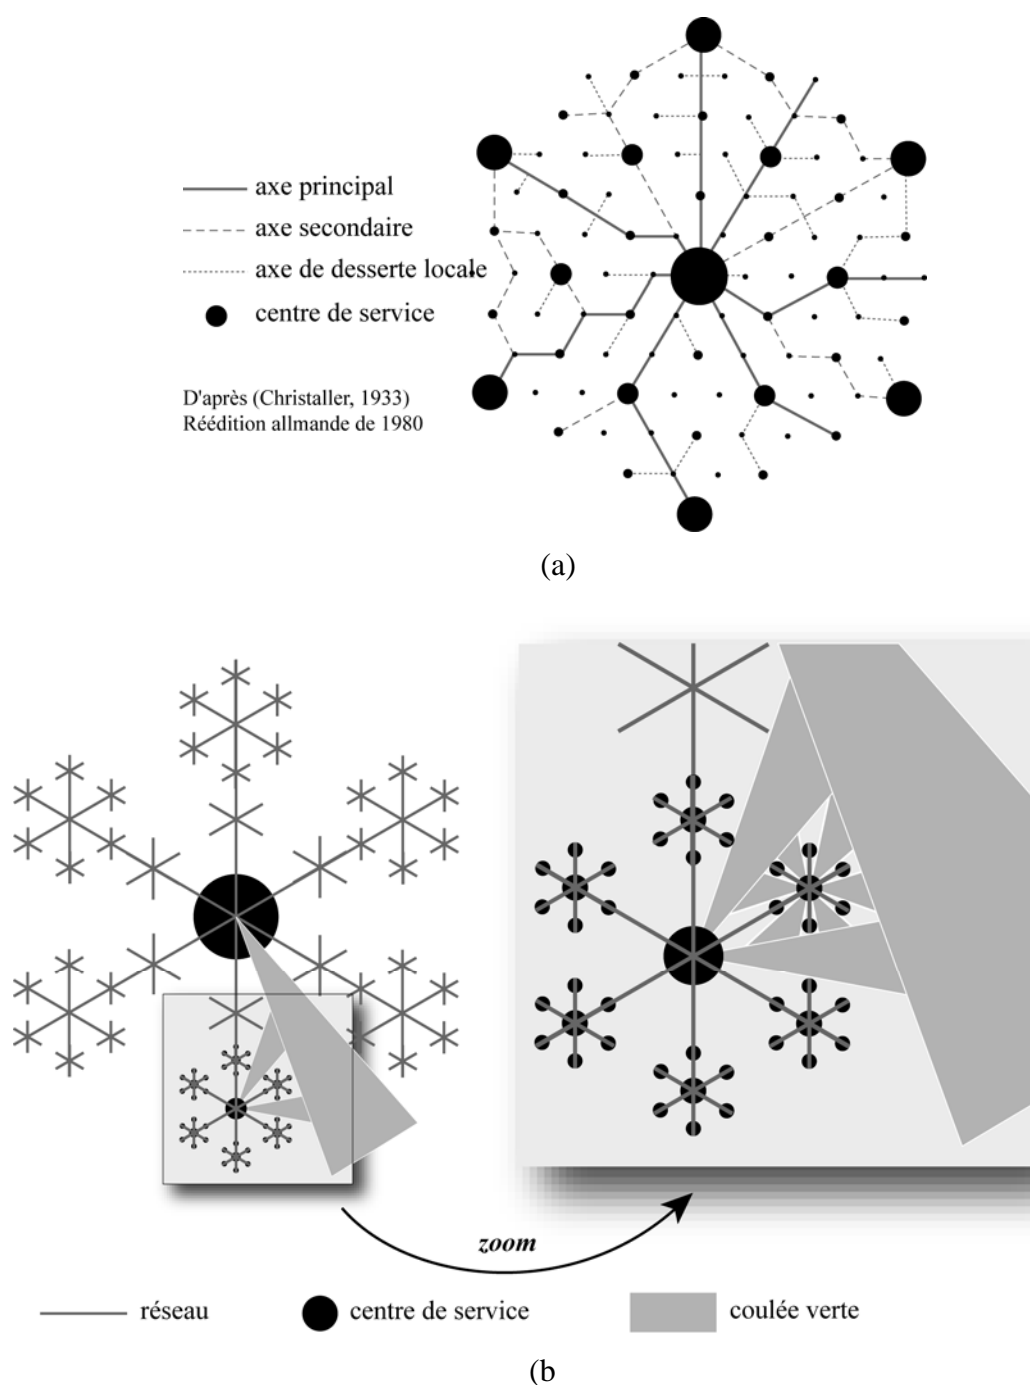 axe principal
axe secondaire
axe de desserte locale
centre de service
D'après (Christaller, 1933)
Réédition allmande de 1980
(a)
zoom
réseau
centre de service
coulée verte
(b